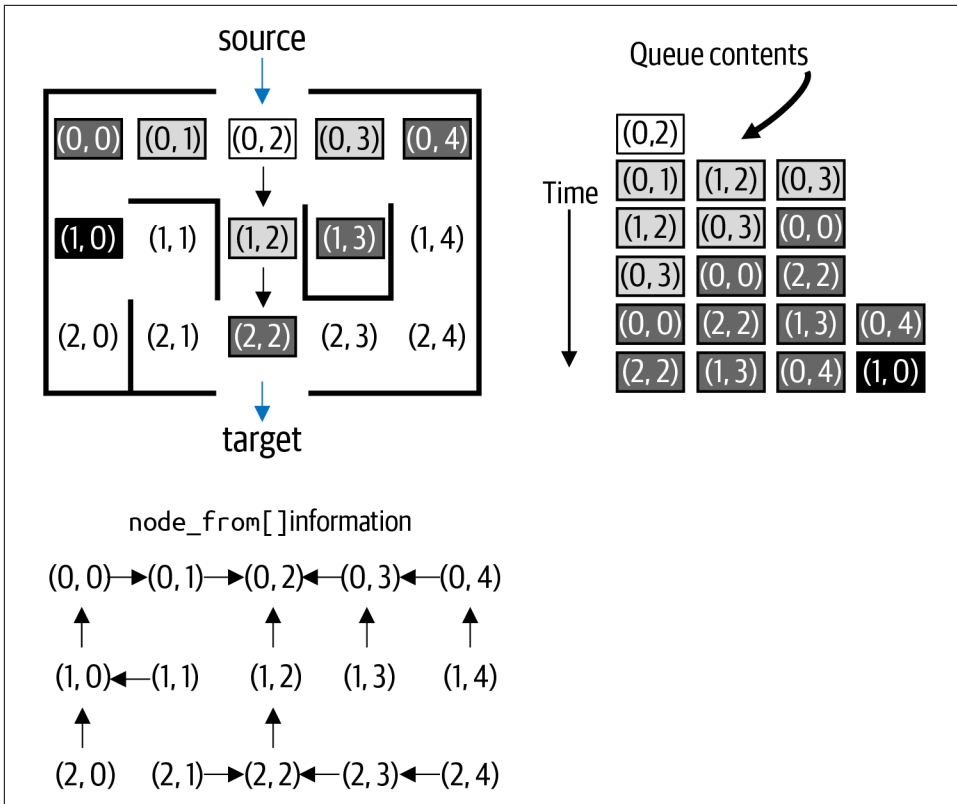 source
(0, 0) (0, 1) (0, 2) (0, 3) (0, 4)
(1, 0) (1, 1) (1, 2) (1, 3) (1, 4)
(2, 0) (2, 1) (2, 2) (2, 3) (2, 4)
target
Queue contents
Time
(0,2)
(0, 1) (1, 2) (0, 3)
(1, 2) (0, 3) (0, 0)
(0, 3) (0, 0) (2, 2)
(0, 0) (2, 2) (1, 3) (0, 4)
(2, 2) (1, 3) (0, 4) (1, 0)
node_from[]information
(0, 0) (0, 1) (0, 2) (0, 3) (0, 4)
(1, 0) (1, 1) (1, 2) (1, 3) (1, 4)
(2, 0) (2, 1) (2, 2) (2, 3) (2, 4)